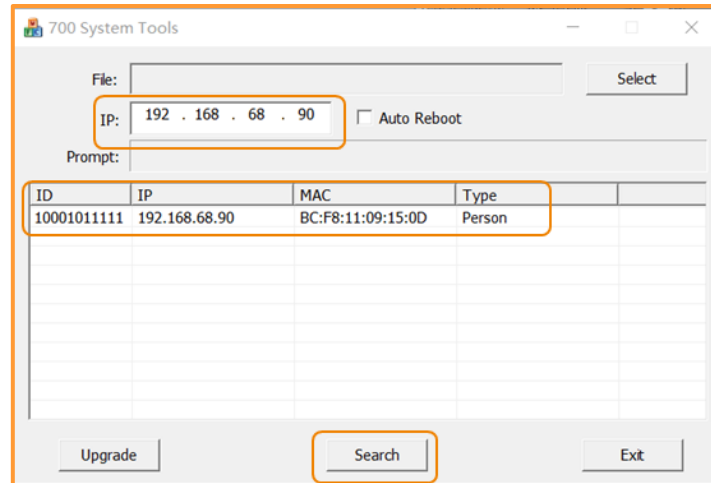 700 System Tools
File:
Select
IP: 192 . 168 . 68 . 90 Auto Reboot
Prompt:
ID IP MAC Type
10001011111 192.168.68.90 BC:F8:11:09:15:0D Person
Upgrade Search Exit